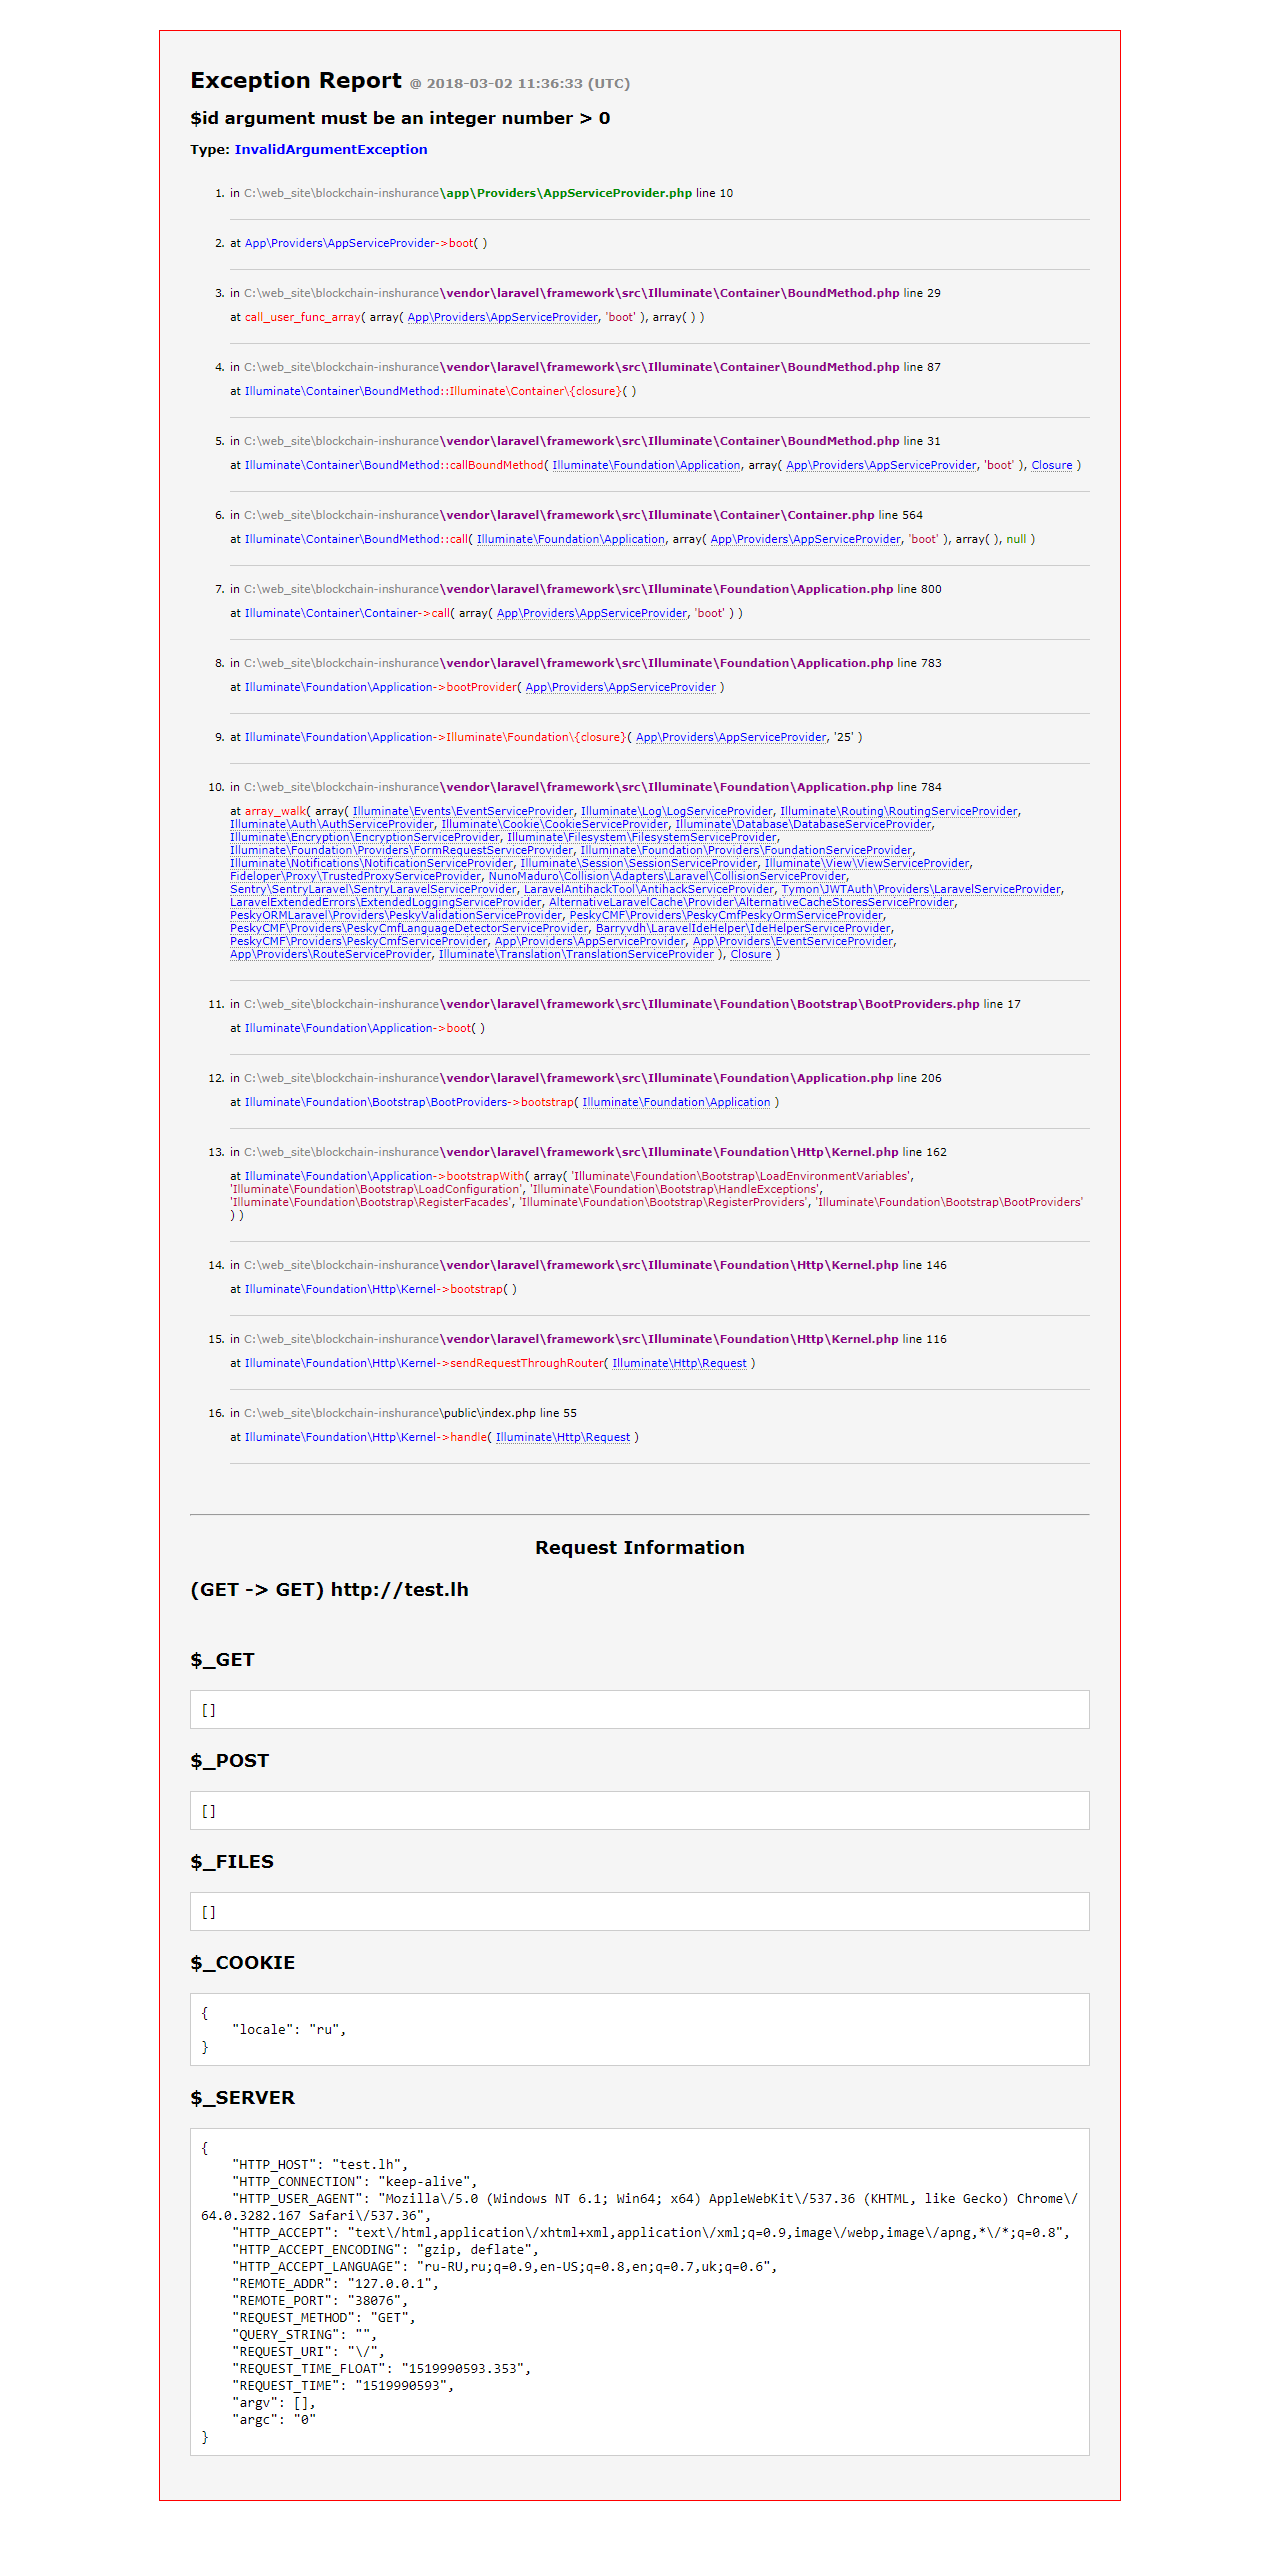 Exception Report @ 2018-03-02 11:36:33 (UTC)
$id argument must be an integer number > 0
Type: InvalidArgumentException
1. in C:\web_site\blockchain-inshurance\app\Providers\AppServiceProvider.php line 10
2. at App\Providers\AppServiceProvider->boot( )
3. in C:\web_site\blockchain-inshurance\vendor\laravel\framework\src\Illuminate\Container\BoundMethod.php line 29
at call_user_func_array( array( App\Providers\AppServiceProvider, 'boot' ), array( ) )
4. in C:\web_site\blockchain-inshurance\vendor\laravel\framework\src\Illuminate\Container\BoundMethod.php line 87
at Illuminate\Container\BoundMethod::Illuminate\Container\{closure}( )
5. in C:\web_site\blockchain-inshurance\vendor\laravel\framework\src\Illuminate\Container\BoundMethod.php line 31
at Illuminate\Container\BoundMethod::callBoundMethod( Illuminate\Foundation\Application, array( App\Providers\AppServiceProvider, 'boot' ), Closure )
6. in C:\web_site\blockchain-inshurance\vendor\laravel\framework\src\Illuminate\Container\Container.php line 564
at Illuminate\Container\BoundMethod::call( Illuminate\Foundation\Application, array( App\Providers\AppServiceProvider, 'boot' ), array( ), null )
7. in C:\web_site\blockchain-inshurance\vendor\laravel\framework\src\Illuminate\Foundation\Application.php line 800
at Illuminate\Container\Container->call( array( App\Providers\AppServiceProvider, 'boot' ) )
8. in C:\web_site\blockchain-inshurance\vendor\laravel\framework\src\Illuminate\Foundation\Application.php line 783
at Illuminate\Foundation\Application->bootProvider( App\Providers\AppServiceProvider )
9. at Illuminate\Foundation\Application->Illuminate\Foundation\{closure}( App\Providers\AppServiceProvider, '25' )
10. in C:\web_site\blockchain-inshurance\vendor\laravel\framework\src\Illuminate\Foundation\Application.php line 784
at array_walk( array( Illuminate\Events\EventServiceProvider, Illuminate\Log\LogServiceProvider, Illuminate\Routing\RoutingServiceProvider,
Illuminate\Auth\AuthServiceProvider, Illuminate\Cookie\CookieServiceProvider, Illuminate\Database\DatabaseServiceProvider,
Illuminate\Encryption\EncryptionServiceProvider, Illuminate\Filesystem\FilesystemServiceProvider,
Illuminate\Foundation\Providers\FormRequestServiceProvider, Illuminate\Foundation\Providers\FoundationServiceProvider,
Illuminate\Notifications\NotificationServiceProvider, Illuminate\Session\SessionServiceProvider, Illuminate\View\ViewServiceProvider,
Fideloper\Proxy\TrustedProxyServiceProvider, NunoMaduro\Collision\Adapters\Laravel\CollisionServiceProvider,
Sentry\SentryLaravel\SentryLaravelServiceProvider, LaravelAntihackTool\AntihackServiceProvider, Tymon\JWTAuth\Providers\LaravelServiceProvider,
LaravelExtendedErrors\ExtendedLoggingServiceProvider, AlternativeLaravelCache\Provider\AlternativeCacheStoresServiceProvider,
PeskyORMLaravel\Providers\PeskyValidationServiceProvider, PeskyCMF\Providers\PeskyCmfPeskyOrmServiceProvider,
PeskyCMF\Providers\PeskyCmfLanguageDetectorServiceProvider, Barryvdh\LaravelIdeHelper\IdeHelperServiceProvider,
PeskyCMF\Providers\PeskyCmfServiceProvider, App\Providers\AppServiceProvider, App\Providers\EventServiceProvider,
App\Providers\RouteServiceProvider, Illuminate\Translation\TranslationServiceProvider ), Closure )
11. in C:\web_site\blockchain-inshurance\vendor\laravel\framework\src\Illuminate\Foundation\Bootstrap\BootProviders.php line 17
at Illuminate\Foundation\Application->boot( )
12. in C:\web_site\blockchain-inshurance\vendor\laravel\framework\src\Illuminate\Foundation\Application.php line 206
at Illuminate\Foundation\Bootstrap\BootProviders->bootstrap( Illuminate\Foundation\Application )
13. in C:\web_site\blockchain-inshurance\vendor\laravel\framework\src\Illuminate\Foundation\Http\Kernel.php line 162
at Illuminate\Foundation\Application->bootstrapWith( array( 'Illuminate\Foundation\Bootstrap\LoadEnvironmentVariables',
'Illuminate\Foundation\Bootstrap\LoadConfiguration', 'Illuminate\Foundation\Bootstrap\HandleExceptions',
'Illuminate\Foundation\Bootstrap\RegisterFacades', 'Illuminate\Foundation\Bootstrap\RegisterProviders', 'Illuminate\Foundation\Bootstrap\BootProviders'
) )
14. in C:\web_site\blockchain-inshurance\vendor\laravel\framework\src\Illuminate\Foundation\Http\Kernel.php line 146
at Illuminate\Foundation\Http\Kernel->bootstrap( )
15. in C:\web_site\blockchain-inshurance\vendor\laravel\framework\src\Illuminate\Foundation\Http\Kernel.php line 116
at Illuminate\Foundation\Http\Kernel->sendRequestThroughRouter( Illuminate\Http\Request )
16. in C:\web_site\blockchain-inshurance\public\index.php line 55
at Illuminate\Foundation\Http\Kernel->handle( Illuminate\Http\Request )
Request Information
(GET -> GET) http://test.lh
$_GET
[]
$_POST
[]
$_FILES
[]
$_COOKIE
{
"locale": "ru",
}
$_SERVER
{
"HTTP_HOST": "test.lh",
"HTTP_CONNECTION": "keep-alive",
"HTTP_USER_AGENT": "Mozilla\/5.0 (Windows NT 6.1; Win64; x64) AppleWebKit\/537.36 (KHTML, like Gecko) Chrome\/
64.0.3282.167 Safari\/537.36",
"HTTP_ACCEPT": "text\/html,application\/xhtml+xml,application\/xml;q=0.9,image\/webp,image\/apng,*\/*;q=0.8",
"HTTP_ACCEPT_ENCODING": "gzip, deflate",
"HTTP_ACCEPT_LANGUAGE": "ru-RU,ru;q=0.9,en-US;q=0.8,en;q=0.7,uk;q=0.6",
"REMOTE_ADDR": "127.0.0.1",
"REMOTE_PORT": "38076",
"REQUEST_METHOD": "GET",
"QUERY_STRING": "",
"REQUEST_URI": "\/",
"REQUEST_TIME_FLOAT": "1519990593.353",
"REQUEST_TIME": "1519990593",
"argv": [],
"argc": "0"
}